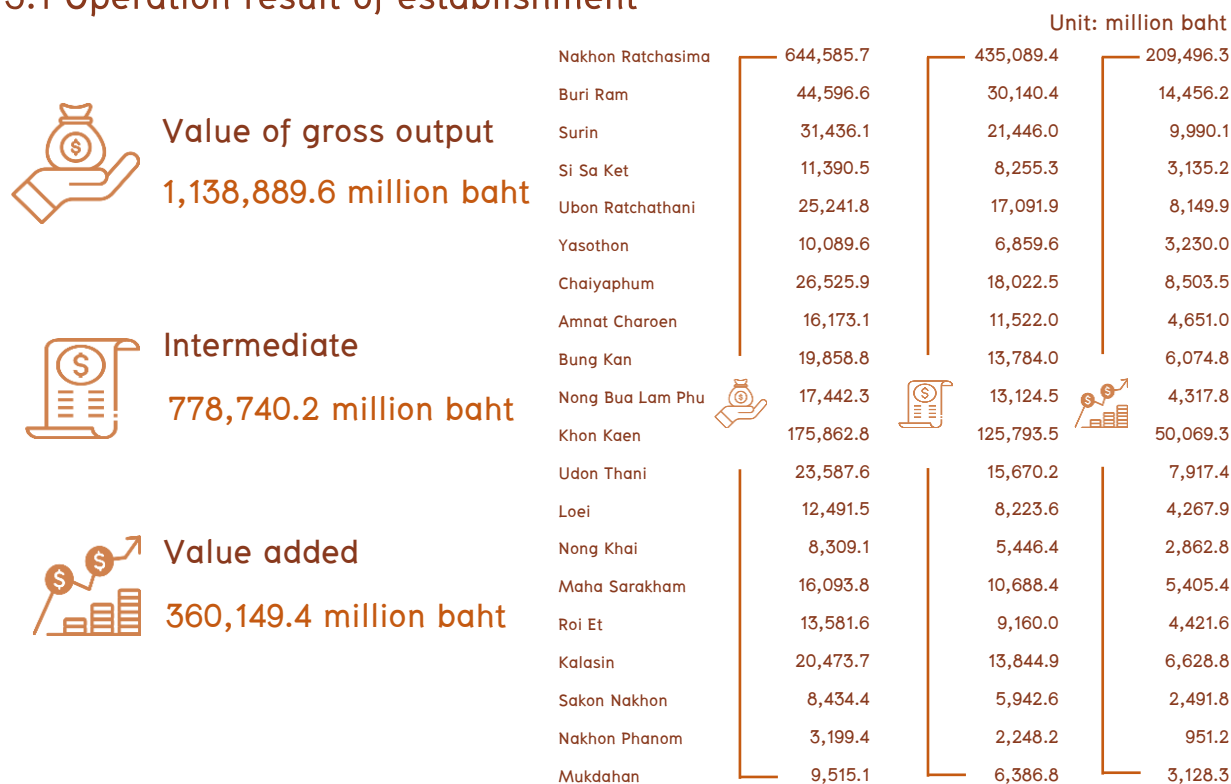 5.1 Operation result of establishment
Unit: million baht
Value of gross output
1,138,889.6 million baht
Intermediate
778,740.2 million baht
Value added
360,149.4 million baht
Nakhon Ratchasima 644,585.7 435,089.4 209,496.3
Buri Ram 44,596.6 30,140.4 14,456.2
Surin 31,436.1 21,446.0 9,990.1
Si Sa Ket 11,390.5 8,255.3 3,135.2
Ubon Ratchathani 25,241.8 17,091.9 8,149.9
Yasothon 10,089.6 6,859.6 3,230.0
Chaiyaphum 26,525.9 18,022.5 8,503.5
Amnat Charoen 16,173.1 11,522.0 4,651.0
Bung Kan 19,858.8 13,784.0 6,074.8
Nong Bua Lam Phu 17,442.3 13,124.5 4,317.8
Khon Kaen 175,862.8 125,793.5 50,069.3
Udon Thani 23,587.6 15,670.2 7,917.4
Loei 12,491.5 8,223.6 4,267.9
Nong Khai 8,309.1 5,446.4 2,862.8
Maha Sarakham 16,093.8 10,688.4 5,405.4
Roi Et 13,581.6 9,160.0 4,421.6
Kalasin 20,473.7 13,844.9 6,628.8
Sakon Nakhon 8,434.4 5,942.6 2,491.8
Nakhon Phanom 3,199.4 2,248.2 951.2
Mukdahan 9,515.1 6,386.8 3,128.3